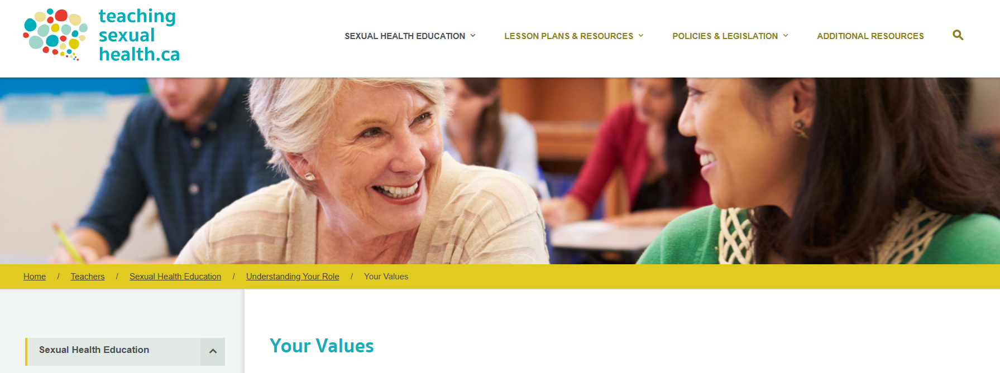 teaching
sexual
health.ca
SEXUAL HEALTH EDUCATION
LESSON PLANS & RESOURCES
POLICIES & LEGISLATION
ADDITIONAL RESOURCES
Home / Teachers / Sexual Health Education / Understanding Your Role / Your Values
Sexual Health Education
Your Values